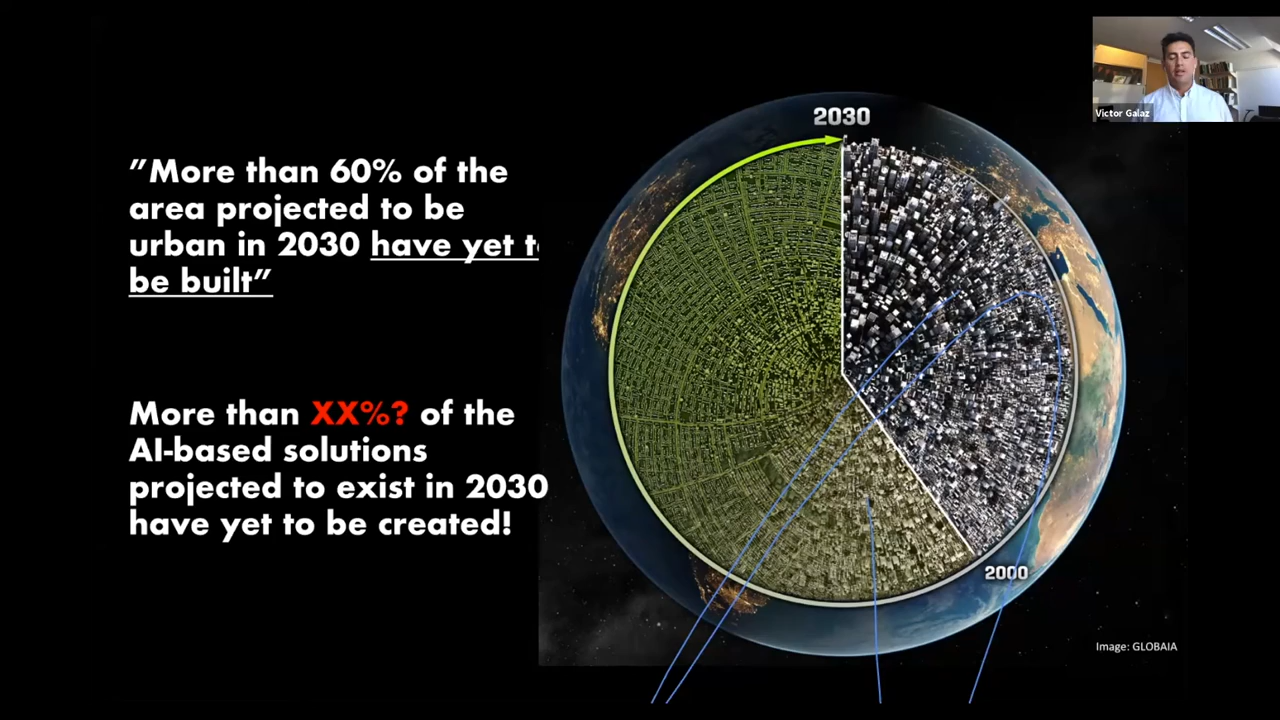 ”More than 60% of the
area projected to be
urban in 2030 have yet t
be built”
More than XX%? of the
AI-based solutions
projected to exist in 2030
have yet to be created!
2030
2000
Image: GLOBAIA
Victor Galaz